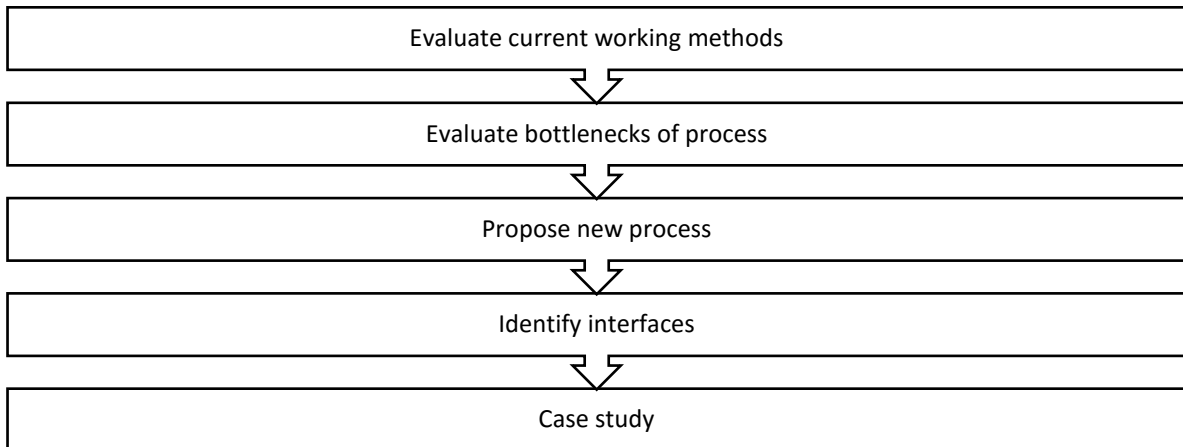 Evaluate current working methods
Evaluate bottlenecks of process
Propose new process
Identify interfaces
Case study